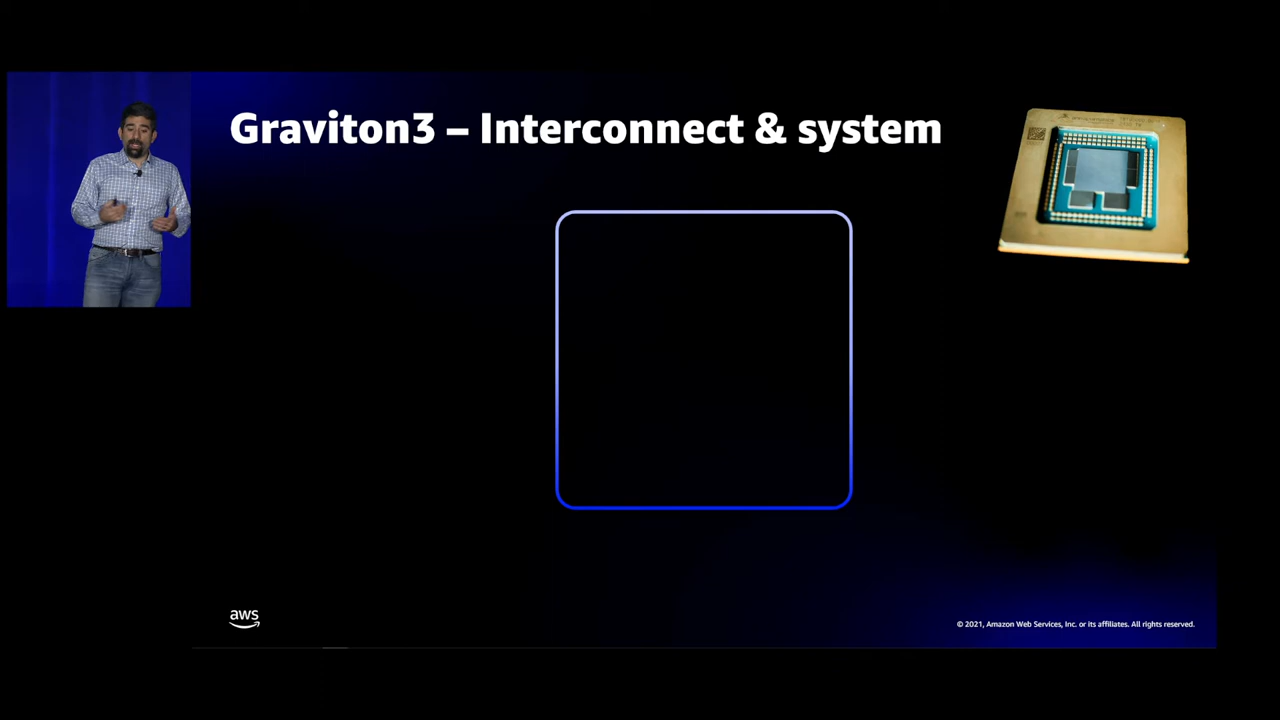 Graviton3 – Interconnect & system
aws
© 2021, Amazon Web Services, Inc. or its affiliates. All rights reserved.